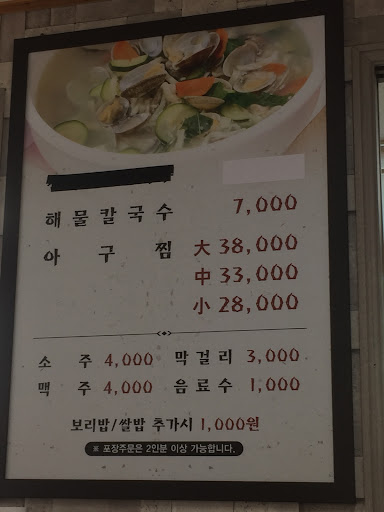 해물칼국수 7,000
아구찜 大 38,000
中 33,000
小 28,000
소주 4,000 막걸리 3,000
맥주 4,000 음료수 1,000
보리밥/쌀밥 추가시 1,000원
※ 포장주문은 2인분 이상 가능합니다.